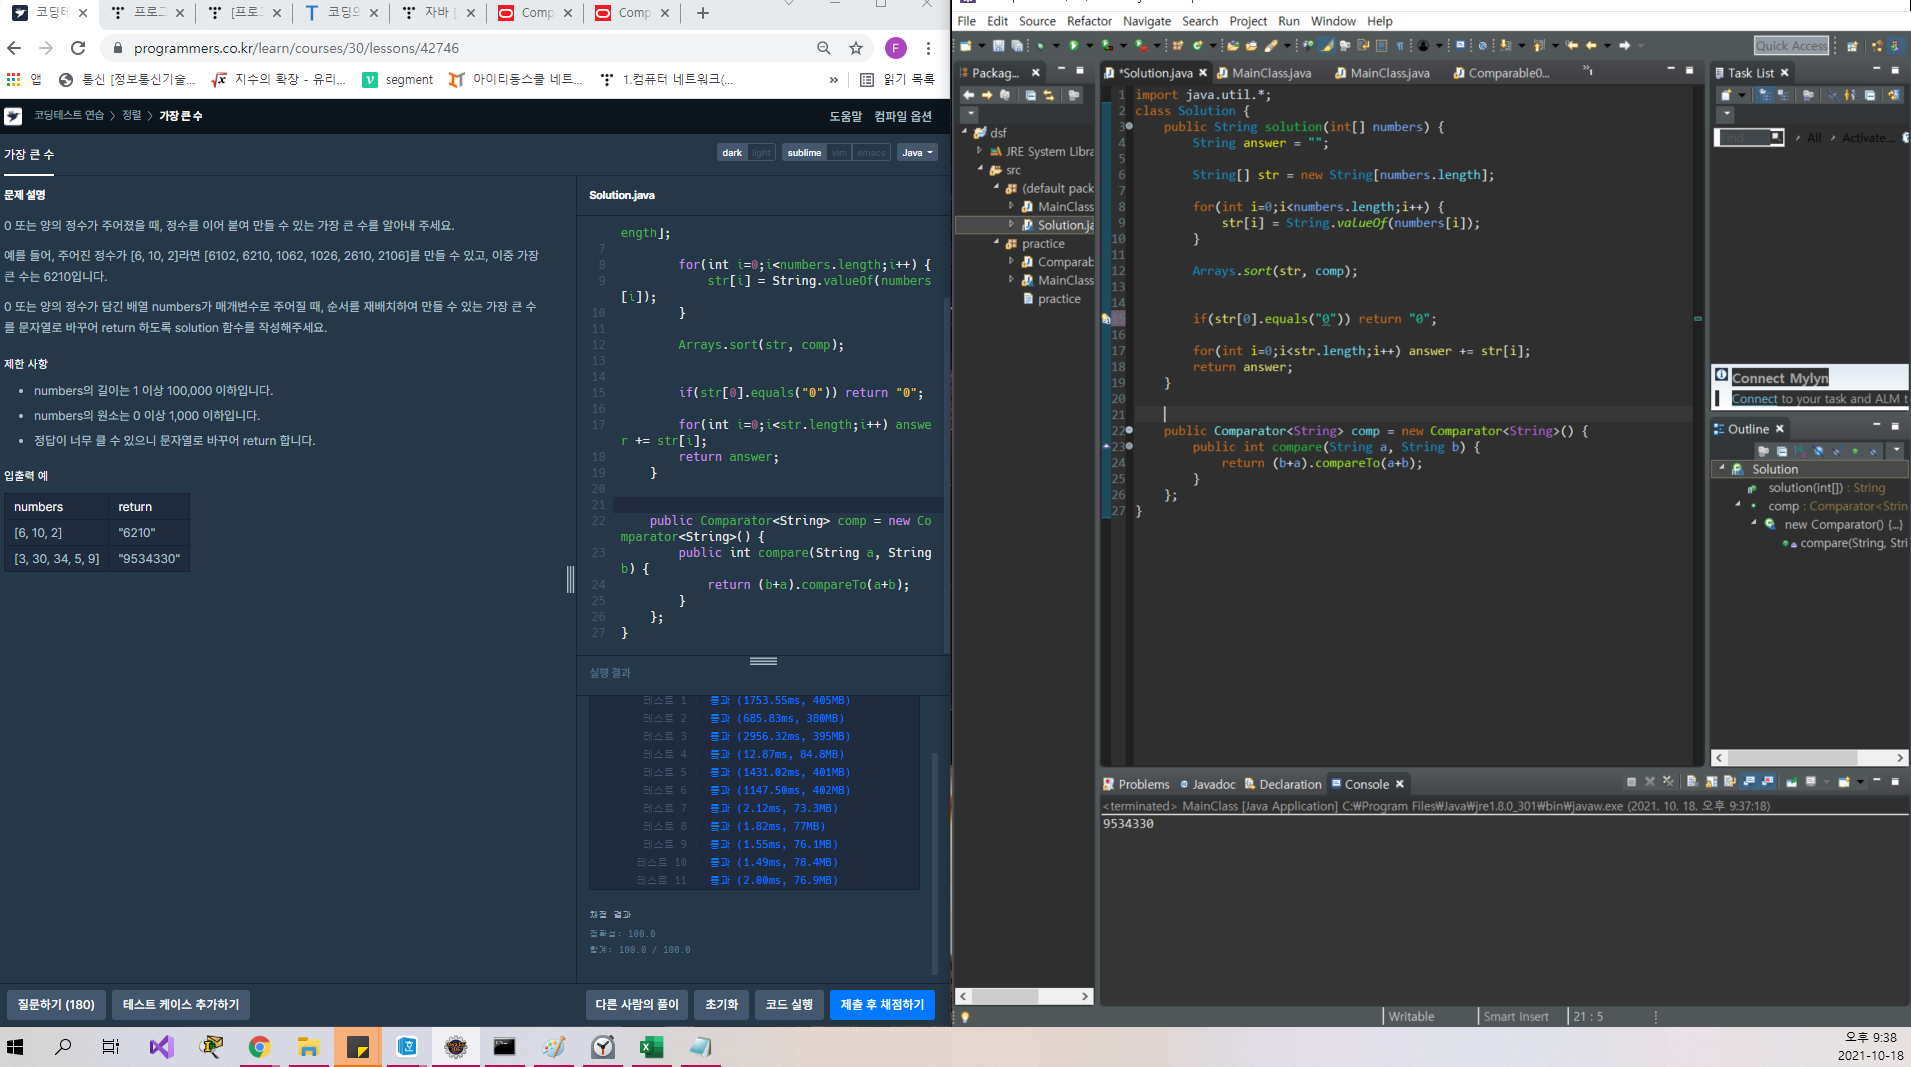 코딩테
프로그
[프로그
코딩의
자바 [
Comp
Comp
programmers.co.kr/learn/courses/30/lessons/42746
F
앱
통신 [정보통신기술...
지수의 확장 - 유리...
segment
아이티동스쿨 네트...
1.컴퓨터 네트워크(...
»
읽기 목록
코딩테스트 연습 > 정렬 > 가장 큰 수
도움말 컴파일 옵션
가장 큰 수
dark light
sublime vim emacs
Java
문제 설명
0 또는 양의 정수가 주어졌을 때, 정수를 이어 붙여 만들 수 있는 가장 큰 수를 알아내 주세요.
예를 들어, 주어진 정수가 [6, 10, 2]라면 [6102, 6210, 1062, 1026, 2610, 2106]를 만들 수 있고, 이중 가장
큰 수는 6210입니다.
0 또는 양의 정수가 담긴 배열 numbers가 매개변수로 주어질 때, 순서를 재배치하여 만들 수 있는 가장 큰 수
를 문자열로 바꾸어 return 하도록 solution 함수를 작성해주세요.
제한 사항
• numbers의 길이는 1 이상 100,000 이하입니다.
• numbers의 원소는 0 이상 1,000 이하입니다.
• 정답이 너무 클 수 있으니 문자열로 바꾸어 return 합니다.
입출력 예
numbers return
[6, 10, 2] "6210"
[3, 30, 34, 5, 9] "9534330"
Solution.java
ength];
7
8 for(int i=0;i<numbers.length;i++) {
9 str[i] = String.valueOf(numbers
[i]);
10 }
11
12 Arrays.sort(str, comp);
13
14
15 if(str[0].equals("0")) return "0";
16
17 for(int i=0;i<str.length;i++) answe
r += str[i];
18 return answer;
19 }
20
21
22 public Comparator<String> comp = new Co
mparator<String>() {
23 public int compare(String a, String
b) {
24 return (b+a).compareTo(a+b);
25 }
26 };
27 }
실행 결과
테스트 1 통과 (1753.55ms, 405MB)
테스트 2 통과 (685.83ms, 380MB)
테스트 3 통과 (2956.32ms, 395MB)
테스트 4 통과 (12.87ms, 84.8MB)
테스트 5 통과 (1431.02ms, 401MB)
테스트 6 통과 (1147.50ms, 402MB)
테스트 7 통과 (2.12ms, 73.3MB)
테스트 8 통과 (1.82ms, 77MB)
테스트 9 통과 (1.55ms, 76.1MB)
테스트 10 통과 (1.49ms, 78.4MB)
테스트 11 통과 (2.00ms, 76.9MB)
채점 결과
정확성: 100.0
합계: 100.0 / 100.0
질문하기 (180)
테스트 케이스 추가하기
다른 사람의 풀이
초기화
코드 실행
제출 후 채점하기
File Edit Source Refactor Navigate Search Project Run Window Help
Quick Access
Packag...
dsf
JRE System Libra
src
(default pack
MainClass
Solution.ja
practice
Comparab
MainClass
practice
*Solution.java
MainClass.java
MainClass.java
Comparable0...
»1
1 import java.util.*;
2 class Solution {
3 public String solution(int[] numbers) {
4 String answer = "";
5
6 String[] str = new String[numbers.length];
7
8 for(int i=0;i<numbers.length;i++) {
9 str[i] = String.valueOf(numbers[i]);
10 }
11
12 Arrays.sort(str, comp);
13
14
15 if(str[0].equals("0")) return "0";
16
17 for(int i=0;i<str.length;i++) answer += str[i];
18 return answer;
19 }
20
21
22 public Comparator<String> comp = new Comparator<String>() {
23 public int compare(String a, String b) {
24 return (b+a).compareTo(a+b);
25 }
26 };
27 }
Task List
Find
All
Activate...
Connect Mylyn
Connect to your task and ALM t
Outline
Solution
solution(int[]) : String
comp : Comparator<Strin
new Comparator() {...}
compare(String, Stri
Problems Javadoc Declaration Console
<terminated> MainClass [Java Application] C:₩Program Files₩Java₩jre1.8.0_301₩bin₩javaw.exe (2021. 10. 18. 오후 9:37:18)
9534330
Writable
Smart Insert
21 : 5
오후 9:38
2021-10-18